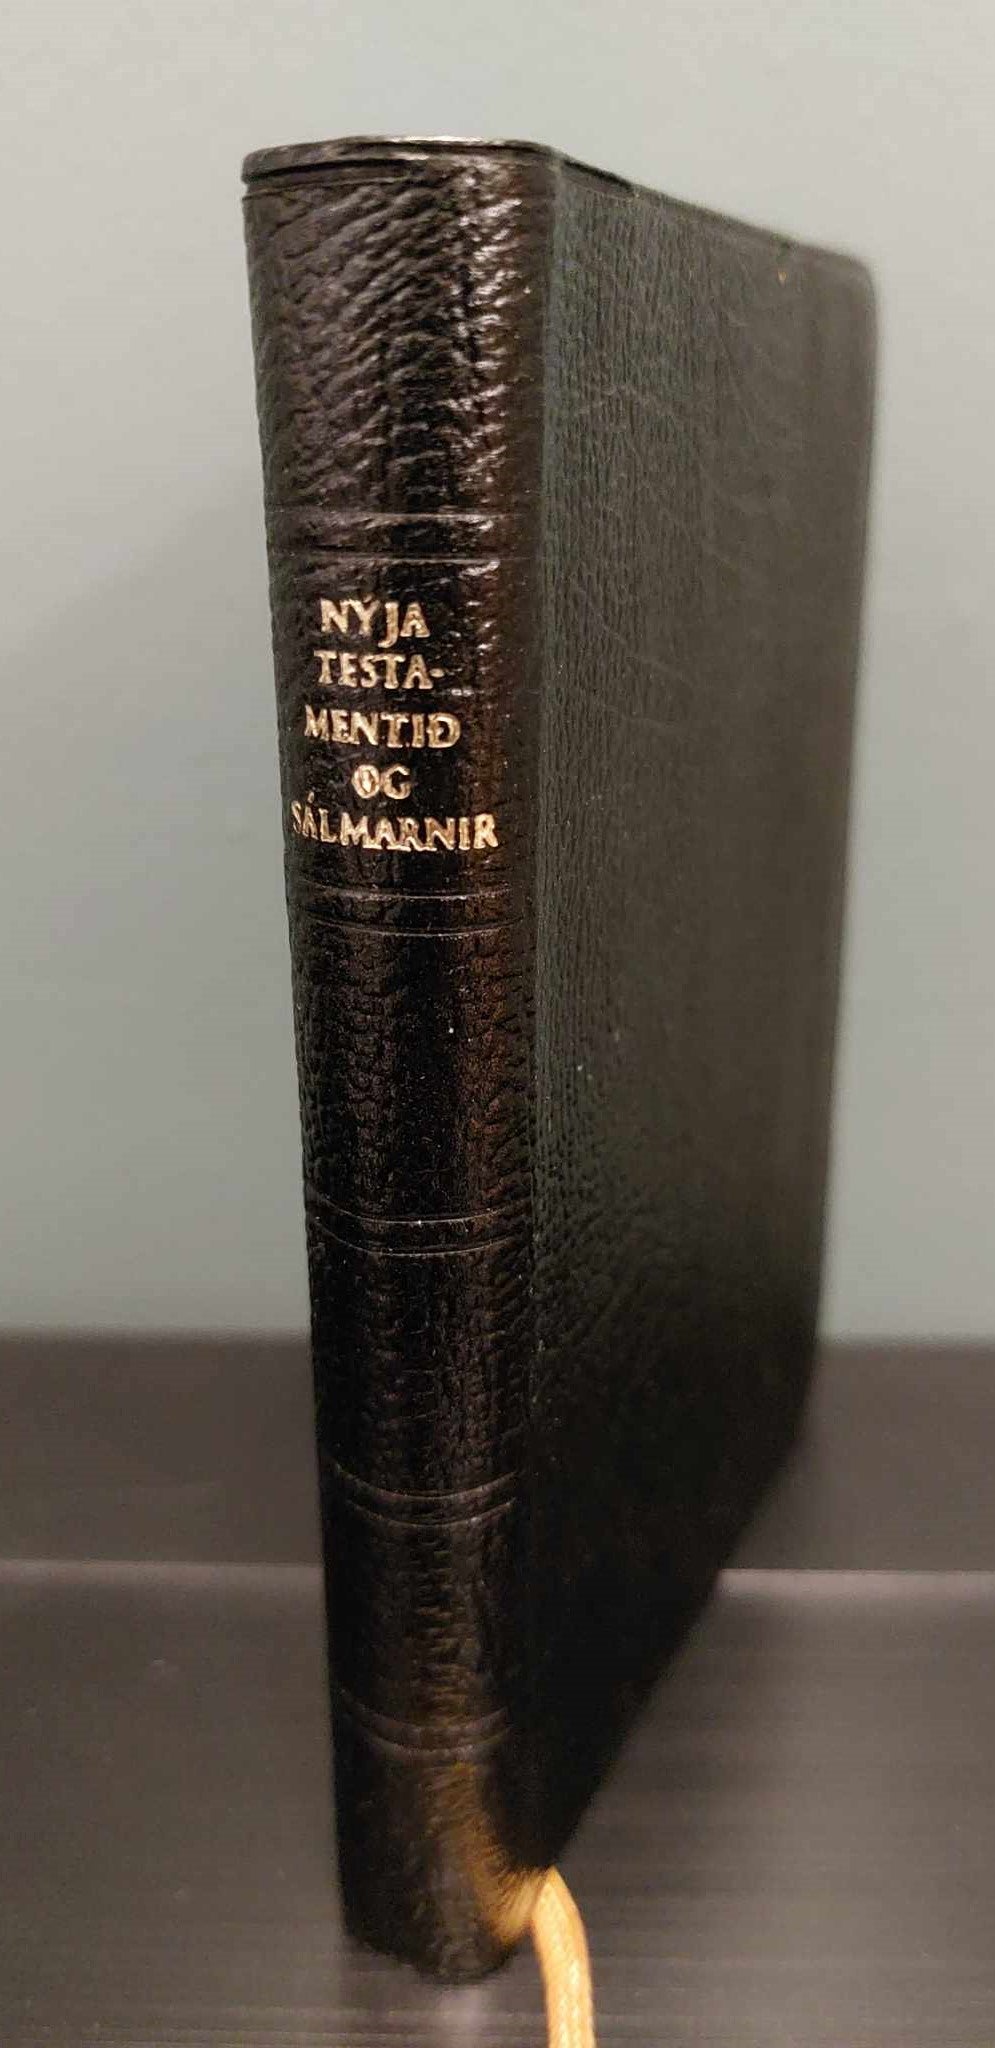 NÝJA
TESTA-
MENTIÐ
OG
SÁLMARNIR